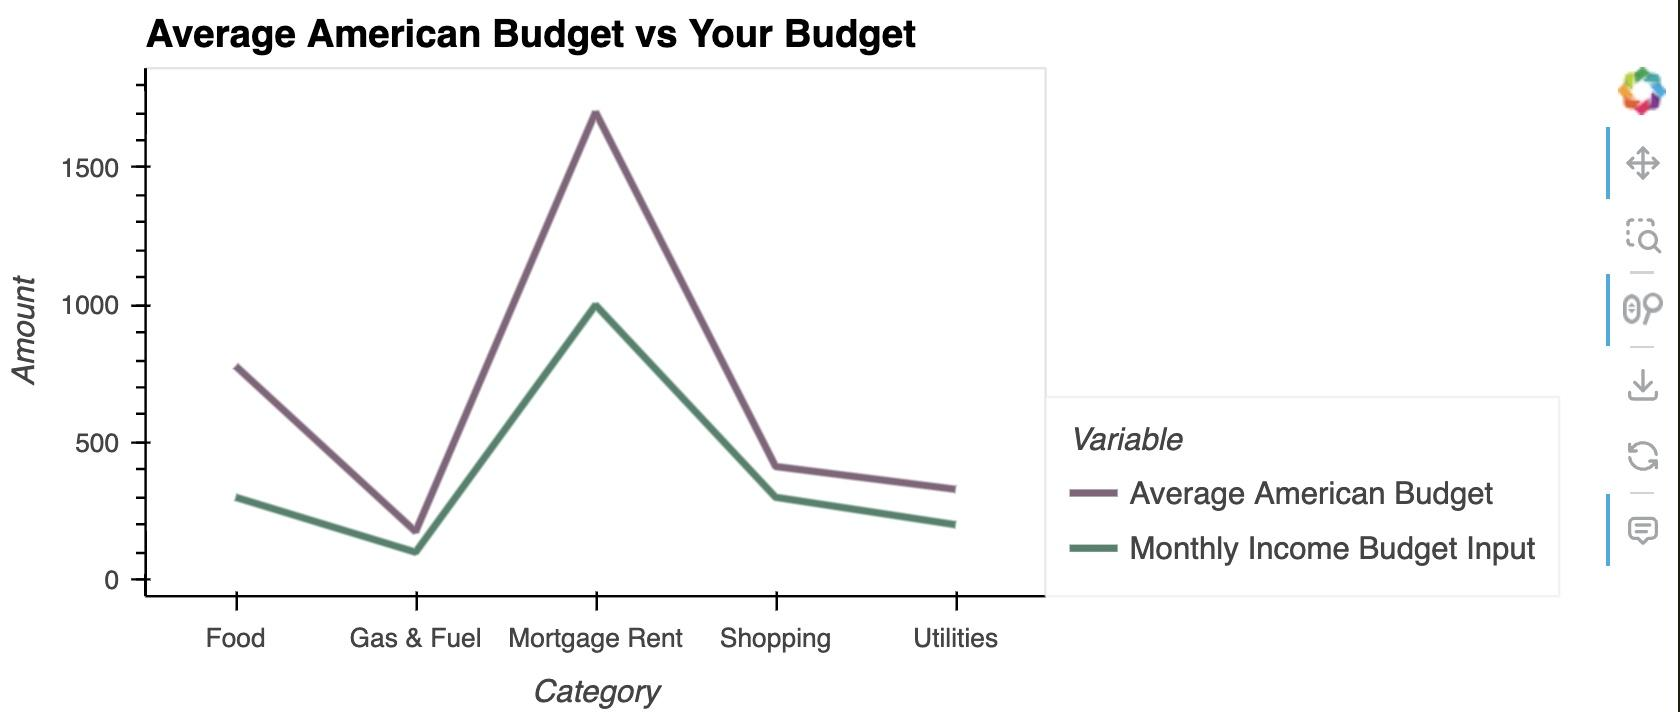 Average American Budget vs Your Budget
1500
1000
500
0
Amount
Food
Gas & Fuel
Mortgage Rent
Shopping
Utilities
Category
Variable
Average American Budget
Monthly Income Budget Input